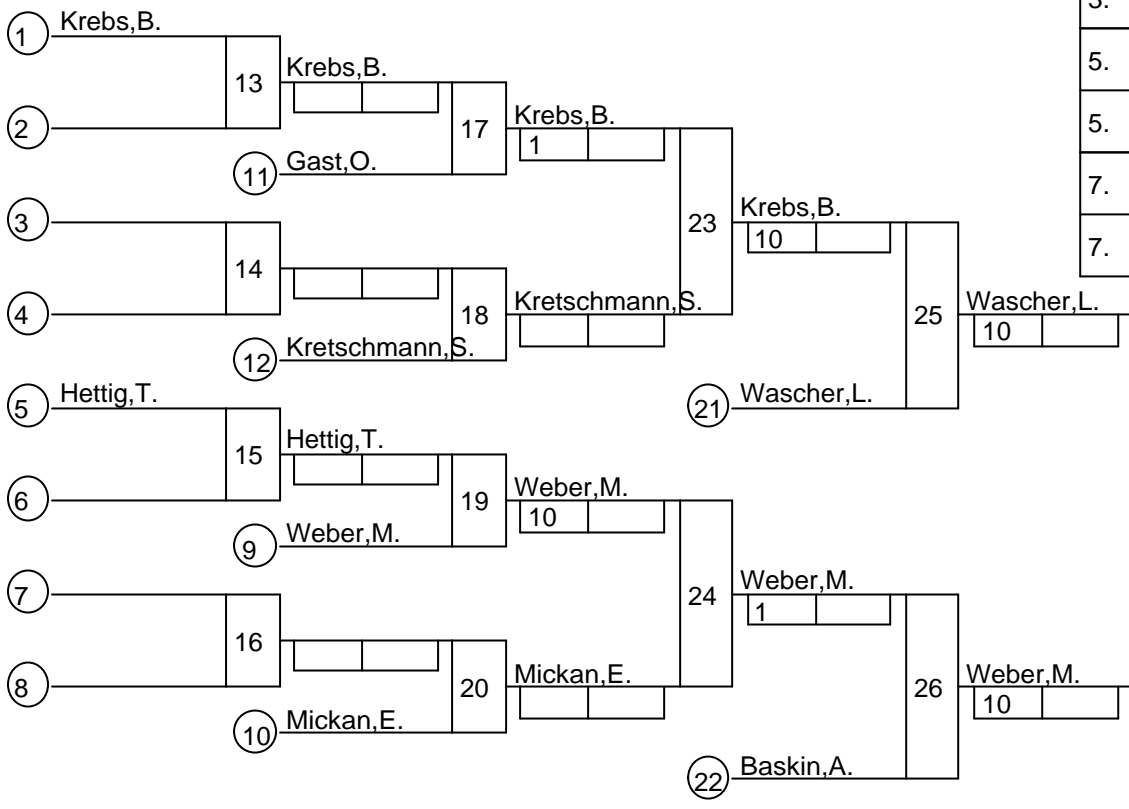 3.
1 Krebs,B.
13 Krebs,B.
5.
2
17 Krebs,B.
1
5.
11 Gast,O.
7.
3
23 Krebs,B.
10
7.
14
4
18 Kretschmann,S.
25 Wascher,L.
10
12 Kretschmann,S.
5 Hettig,T.
21 Wascher,L.
15 Hettig,T.
6
19 Weber,M.
10
9 Weber,M.
7
24 Weber,M.
1
16
8
20 Mickan,E.
26 Weber,M.
10
10 Mickan,E.
22 Baskin,A.